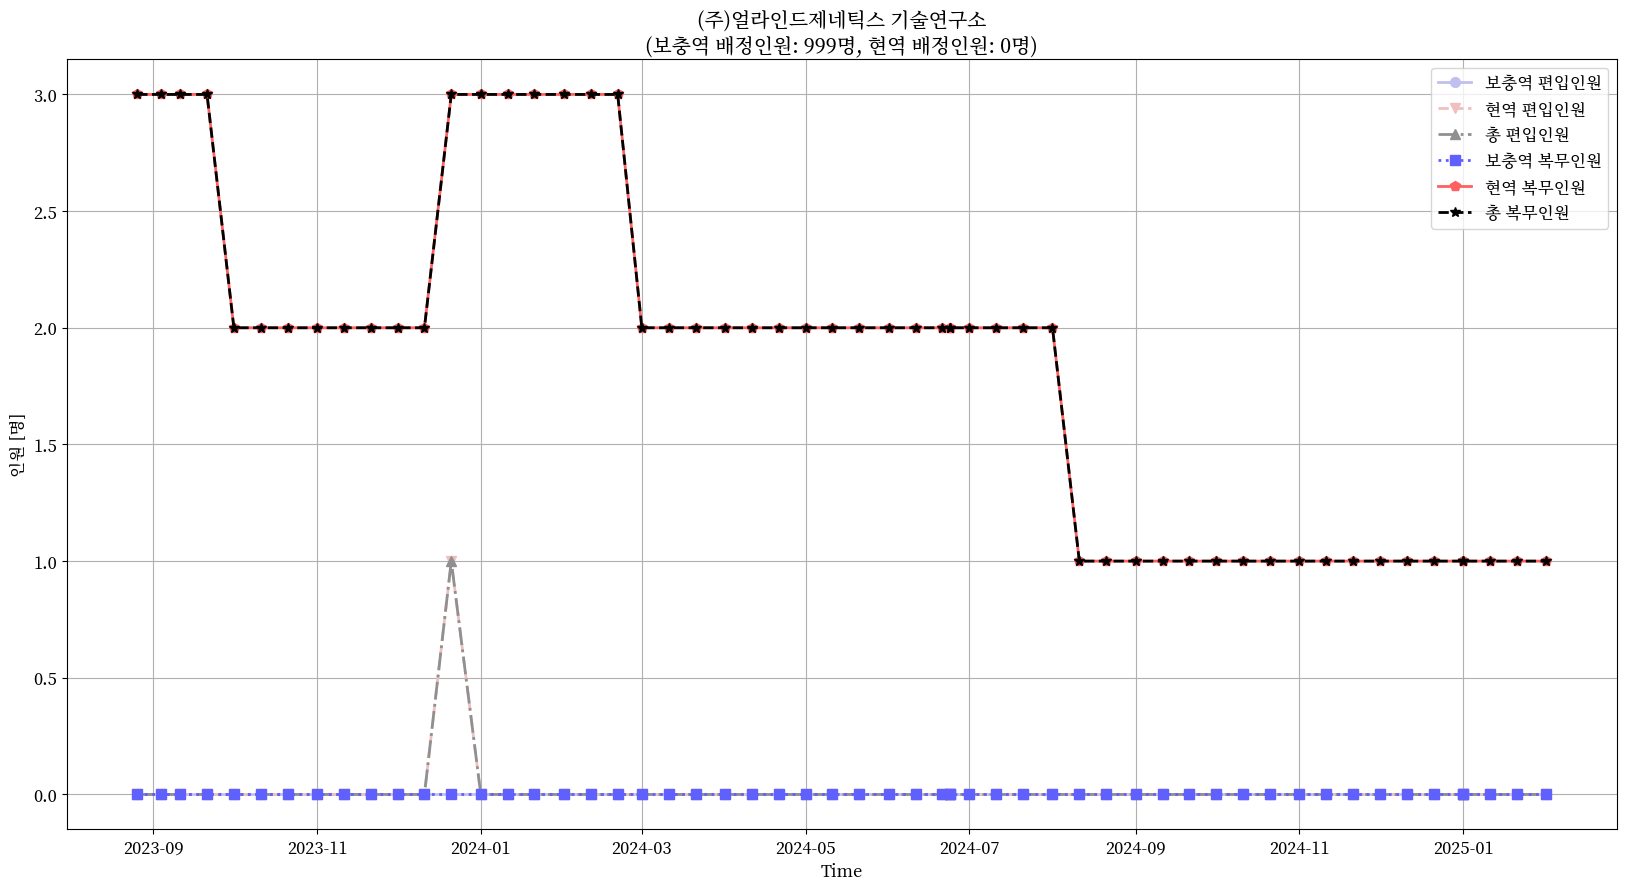 (주)얼라인드제네틱스 기술연구소
(보충역 배정인원: 999명, 현역 배정인원: 0명)
보충역 편입인원
현역 편입인원
총 편입인원
보충역 복무인원
현역 복무인원
총 복무인원
인원 [명]
3.0
2.5
2.0
1.5
1.0
0.5
0.0
2023-09
2023-11
2024-01
2024-03
2024-05
2024-07
2024-09
2024-11
2025-01
Time